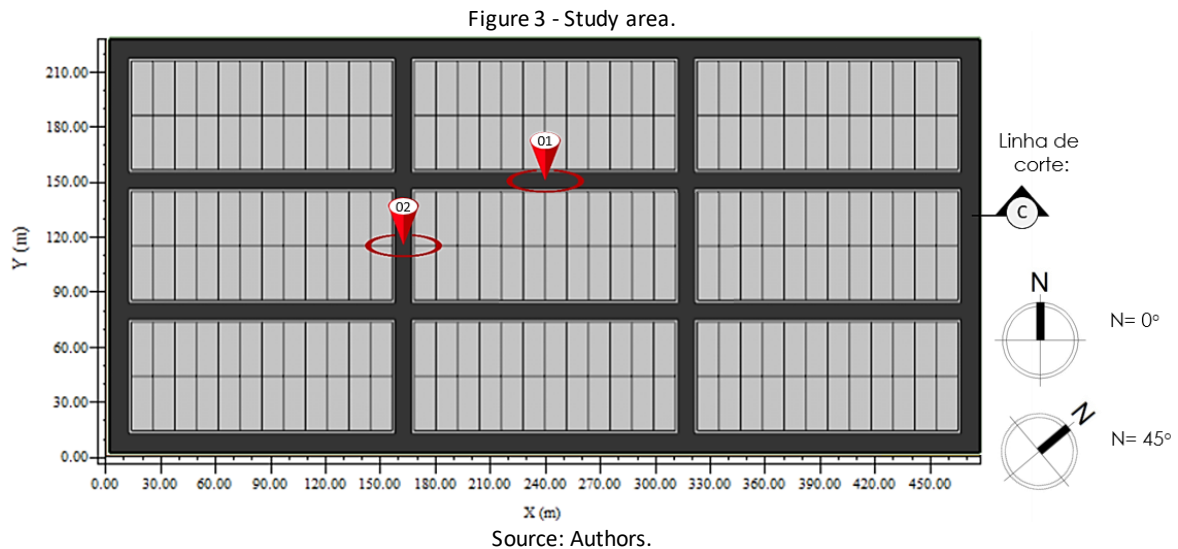 Figure 3 - Study area.
Y (m)
210.00
180.00
150.00
120.00
90.00
60.00
30.00
0.00
01
02
0.00 30.00 60.00 90.00 120.00 150.00 180.00 210.00 240.00 270.00 300.00 330.00 360.00 390.00 420.00 450.00
X (m)
Linha de
corte:
C
N
N= 0º
N
N= 45º
Source: Authors.